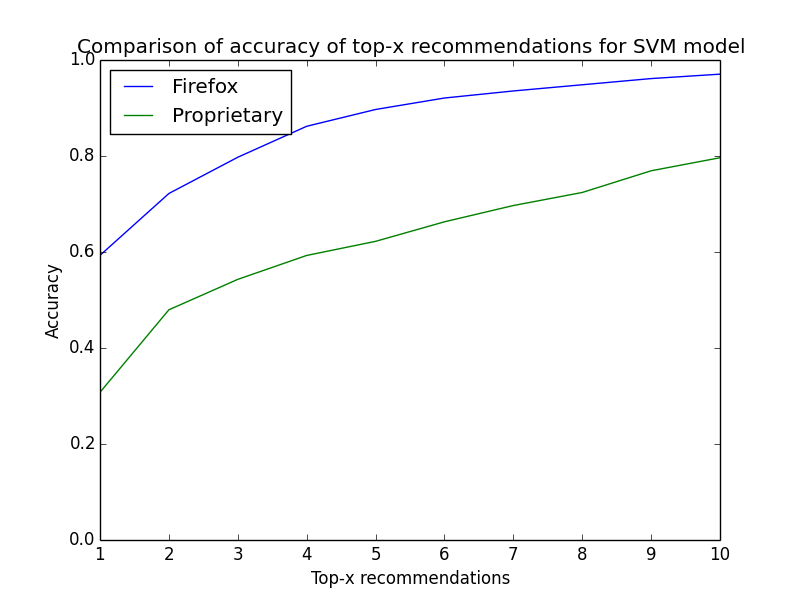 Comparison of accuracy of top-x recommendations for SVM model
Firefox
Proprietary
1.0
0.8
0.6
0.4
0.2
0.0
Accuracy
1 2 3 4 5 6 7 8 9 10
Top-x recommendations